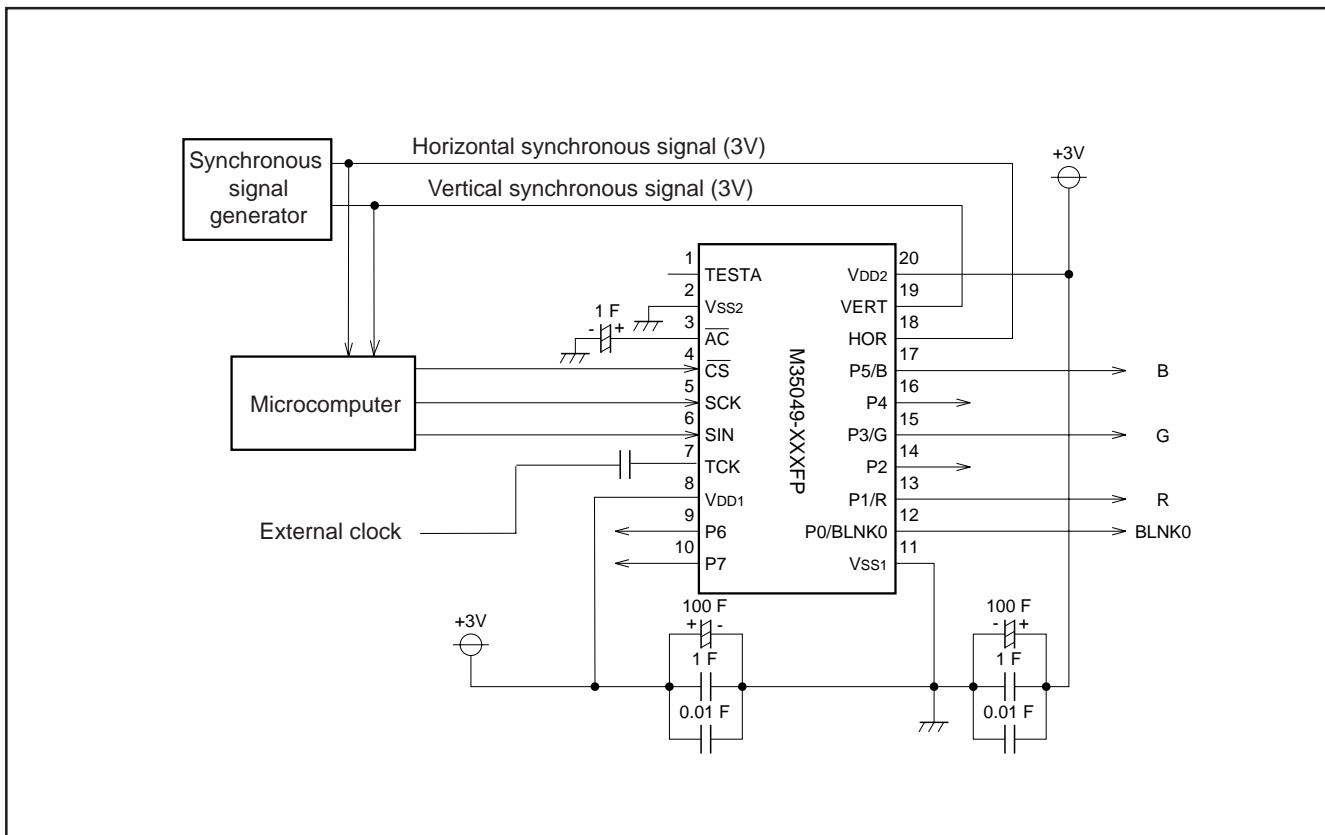 Horizontal synchronous signal (3V)
Synchronous
signal
generator
Vertical synchronous signal (3V)
+3V
1
TESTA
2
VSS2
1 F
- +
3
AC
4
CS
5
SCK
6
SIN
7
TCK
8
VDD1
9
P6
10
P7
M35049-XXXFP
20
VDD2
19
VERT
18
HOR
17
P5/B
B
16
P4
15
P3/G
G
14
P2
13
P1/R
R
12
P0/BLNK0
BLNK0
11
VSS1
Microcomputer
External clock
+3V
100 F
+ -
1 F
0.01 F
100 F
- +
1 F
0.01 F